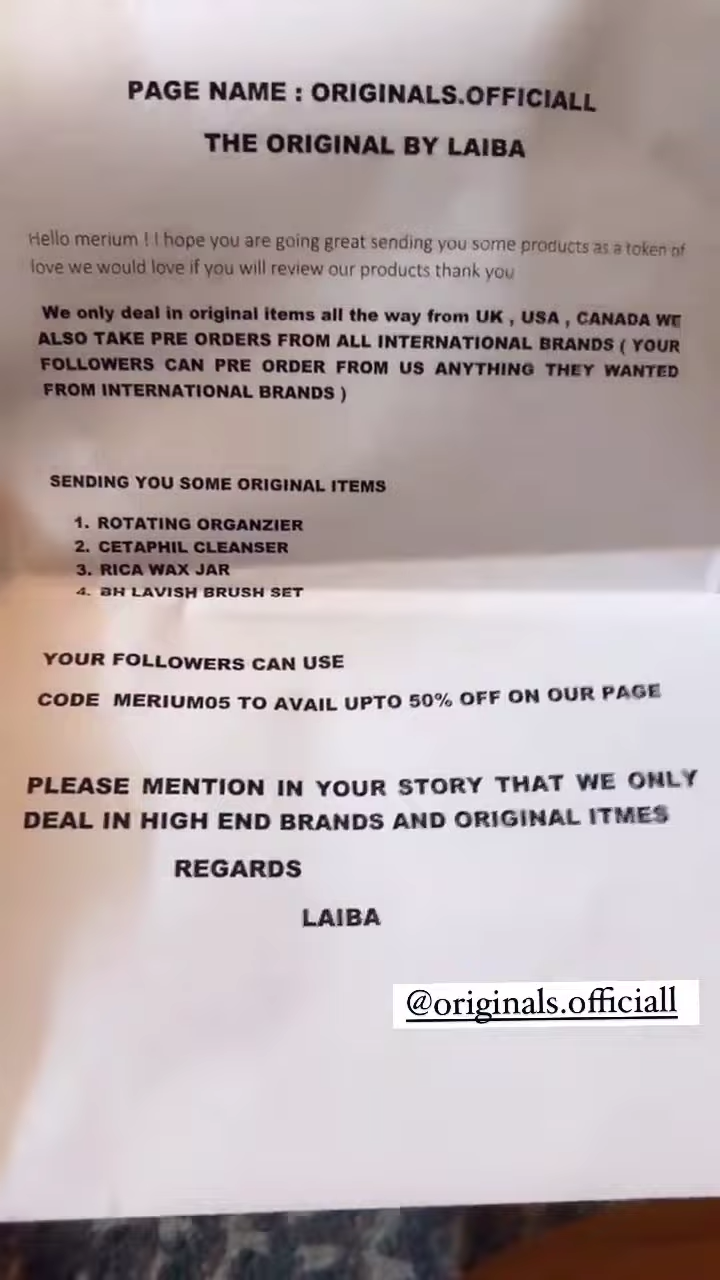 PAGE NAME : ORIGINALS.OFFICIALL
THE ORIGINAL BY LAIBA
Hello merium ! I hope you are going great sending you some products as a token of
love we would love if you will review our products thank you
We only deal in original items all the way from UK , USA , CANADA WE
ALSO TAKE PRE ORDERS FROM ALL INTERNATIONAL BRANDS ( YOUR
FOLLOWERS CAN PRE ORDER FROM US ANYTHING THEY WANTED
FROM INTERNATIONAL BRANDS )
SENDING YOU SOME ORIGINAL ITEMS
1. ROTATING ORGANZIER
2. CETAPHIL CLEANSER
3. RICA WAX JAR
4. BH LAVISH BRUSH SET
YOUR FOLLOWERS CAN USE
CODE MERIUM05 TO AVAIL UPTO 50% OFF ON OUR PAGE
PLEASE MENTION IN YOUR STORY THAT WE ONLY
DEAL IN HIGH END BRANDS AND ORIGINAL ITMES
REGARDS
LAIBA
@originals.officiall